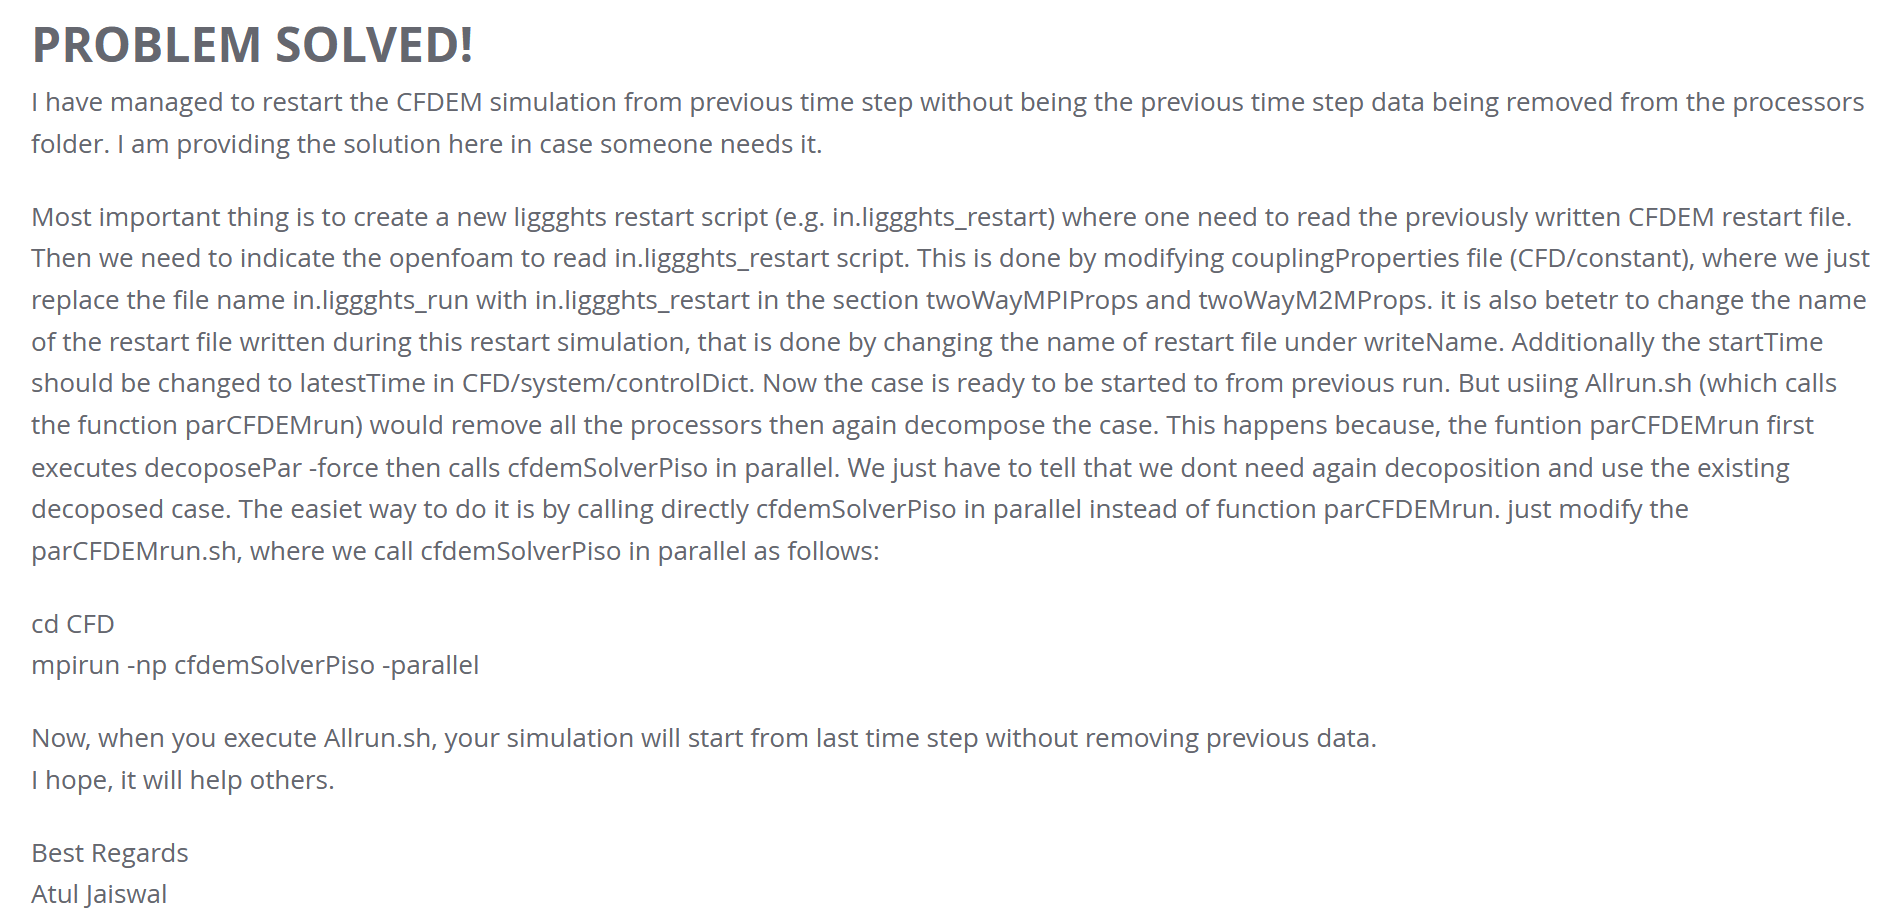 PROBLEM SOLVED!
I have managed to restart the CFDEM simulation from previous time step without being the previous time step data being removed from the processors
folder. I am providing the solution here in case someone needs it.
Most important thing is to create a new liggghts restart script (e.g. in.liggghts_restart) where one need to read the previously written CFDEM restart file.
Then we need to indicate the openfoam to read in.liggghts_restart script. This is done by modifying couplingProperties file (CFD/constant), where we just
replace the file name in.liggghts_run with in.liggghts_restart in the section twoWayMPIProps and twoWayM2MProps. it is also betetr to change the name
of the restart file written during this restart simulation, that is done by changing the name of restart file under writeName. Additionally the startTime
should be changed to latestTime in CFD/system/controlDict. Now the case is ready to be started to from previous run. But usiing Allrun.sh (which calls
the function parCFDEMrun) would remove all the processors then again decompose the case. This happens because, the funtion parCFDEMrun first
executes decoposePar -force then calls cfdemSolverPiso in parallel. We just have to tell that we dont need again decoposition and use the existing
decoposed case. The easiet way to do it is by calling directly cfdemSolverPiso in parallel instead of function parCFDEMrun. just modify the
parCFDEMrun.sh, where we call cfdemSolverPiso in parallel as follows:
cd CFD
mpirun -np cfdemSolverPiso -parallel
Now, when you execute Allrun.sh, your simulation will start from last time step without removing previous data.
I hope, it will help others.
Best Regards
Atul Jaiswal